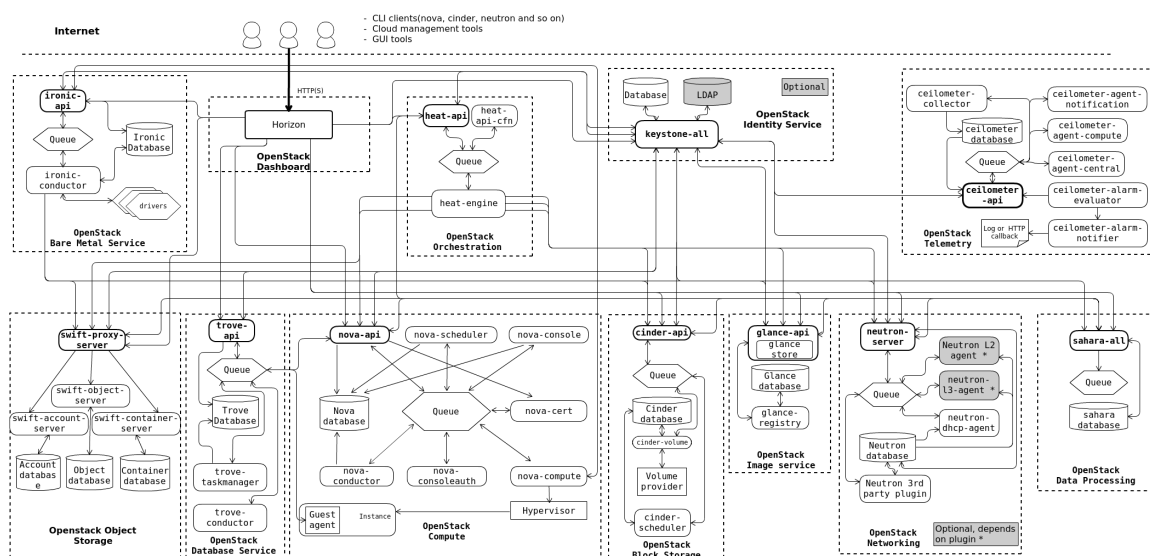 Internet
- CLI clients(nova, cinder, neutron and so on)
- Cloud management tools
- GUI tools
HTTP(S)
ironic-
api
Queue
Ironic
Database
ironic-
conductor
drivers
OpenStack
Bare Metal Service
Horizon
OpenStack
Dashboard
heat-api
heat-
api-cfn
Queue
heat-engine
OpenStack
Orchestration
Database
LDAP
Optional
keystone-all
OpenStack
Identity Service
ceilometer-
collector
ceilometer-agent-
notification
ceilometer
database
ceilometer-
agent-compute
Queue
ceilometer-
agent-central
ceilometer
-api
ceilometer-alarm-
evaluator
Log or HTTP
callback
ceilometer-alarm-
notifier
OpenStack
Telemetry
swift-proxy-
server
swift-object-
server
swift-account-
server
swift-container-
server
Account
databas
e
Object
database
Container
database
Openstack Object
Storage
trove-
api
Queue
Trove
Database
trove-
taskmanager
trove-
conductor
OpenStack
Database Service
nova-api
nova-scheduler
nova-console
Nova
database
Queue
nova-cert
nova-
conductor
nova-
consoleauth
nova-compute
Guest
agent
Instance
Hypervisor
OpenStack
Compute
cinder-api
Queue
Cinder
database
cinder-volume
Volume
provider
cinder-
scheduler
OpenStack
Block Storage
glance-api
glance
store
Glance
database
glance-
registry
OpenStack
Image service
neutron-
server
Neutron L2
agent *
Queue
neutron-
l3-agent *
neutron-
dhcp-agent
Neutron
database
Neutron 3rd
party plugin
OpenStack
Networking
Optional, depends
on plugin *
sahara-all
Queue
sahara
database
OpenStack
Data Processing